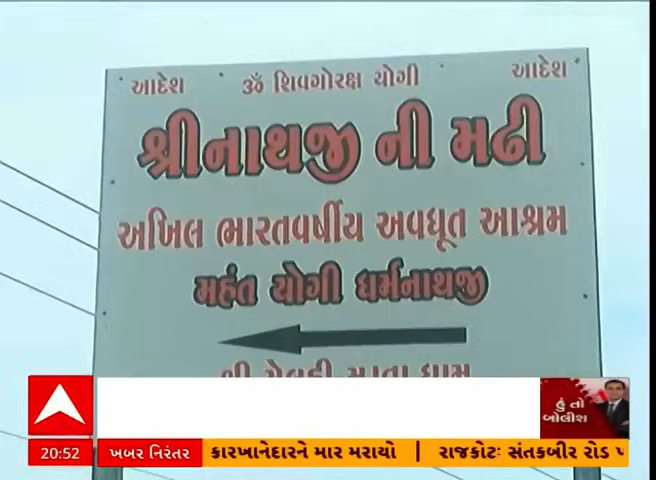 આદેશ ૐ શિવગોરક્ષ યોગી આદેશ
શ્રીનાથજી ની મઢી
અખિલ ભારતવર્ષીય અવધૂત આશ્રમ
મહંત યોગી ધર્મનાથજી
હું તો
બોલીશ
20:52 ખબર નિરંતર કારખાનેદારને માર મરાયો | રાજકોટઃ સંતકબીર રોડ